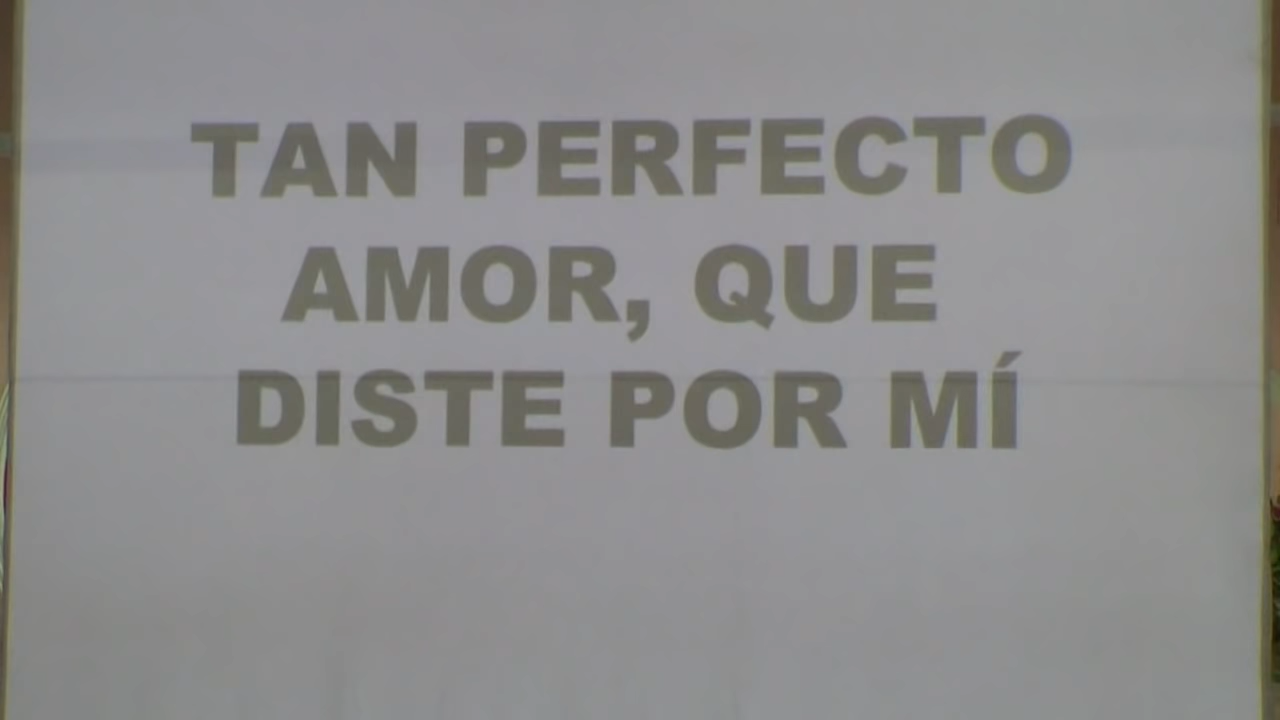 TAN PERFECTO
AMOR, QUE
DISTE POR MÍ